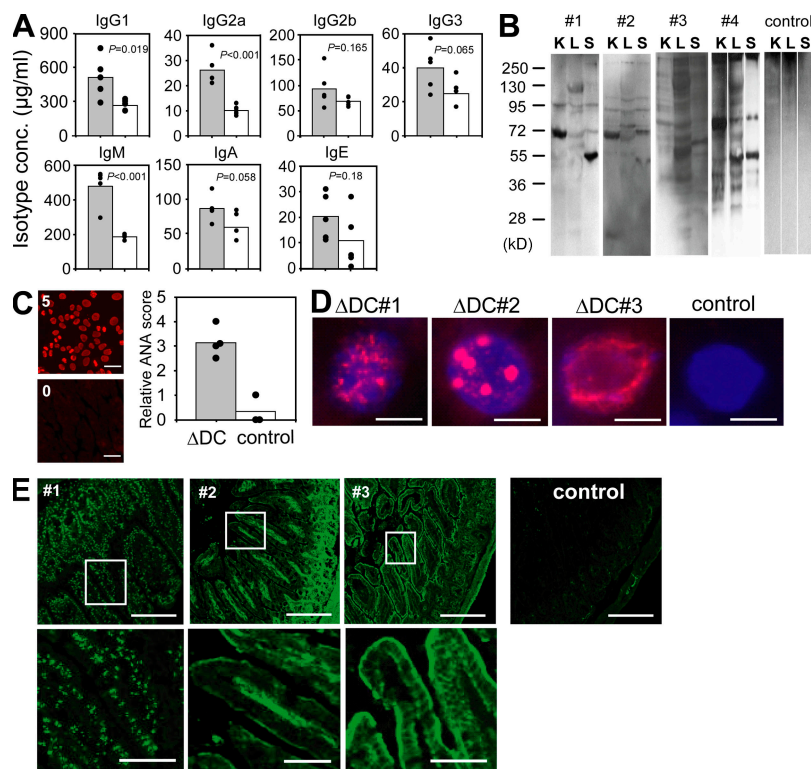 A
IgG1 IgG2a IgG2b IgG3
Isotype conc. (µg/ml)
900
600
300
0
P=0.019
40
30
20
10
0
P<0.001
200
150
100
50
0
P=0.165
60
40
20
0
P=0.065
IgM IgA IgE
600
400
200
0
P<0.001
150
100
50
0
P=0.058
40
30
20
10
0
P=0.18
B
#1 #2 #3 #4 control
K L S K L S K L S K L S K L S
250
130
95
72
55
36
28
(kD)
C
5
0
Relative ANA score
5
4
3
2
1
0
ΔDC control
D
ΔDC#1 ΔDC#2 ΔDC#3 control
E
#1 #2 #3 control